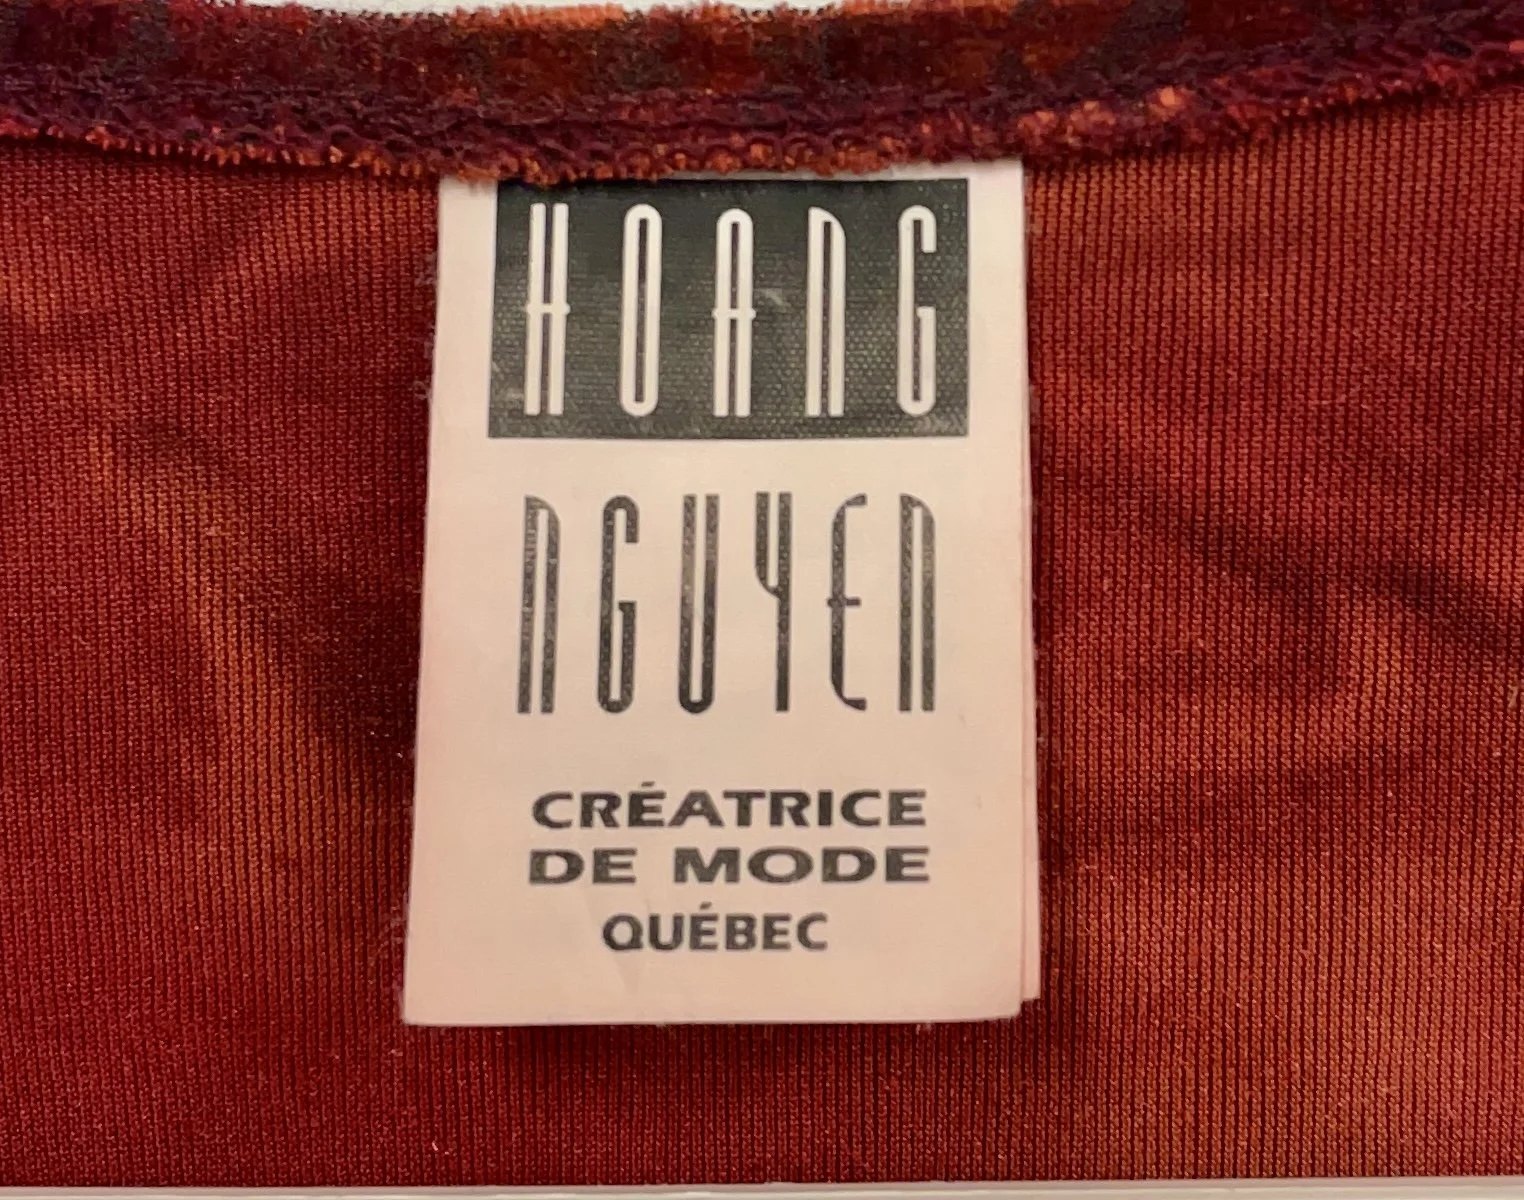 HOANG
NGUYEN
CRÉATRICE
DE MODE
QUÉBEC